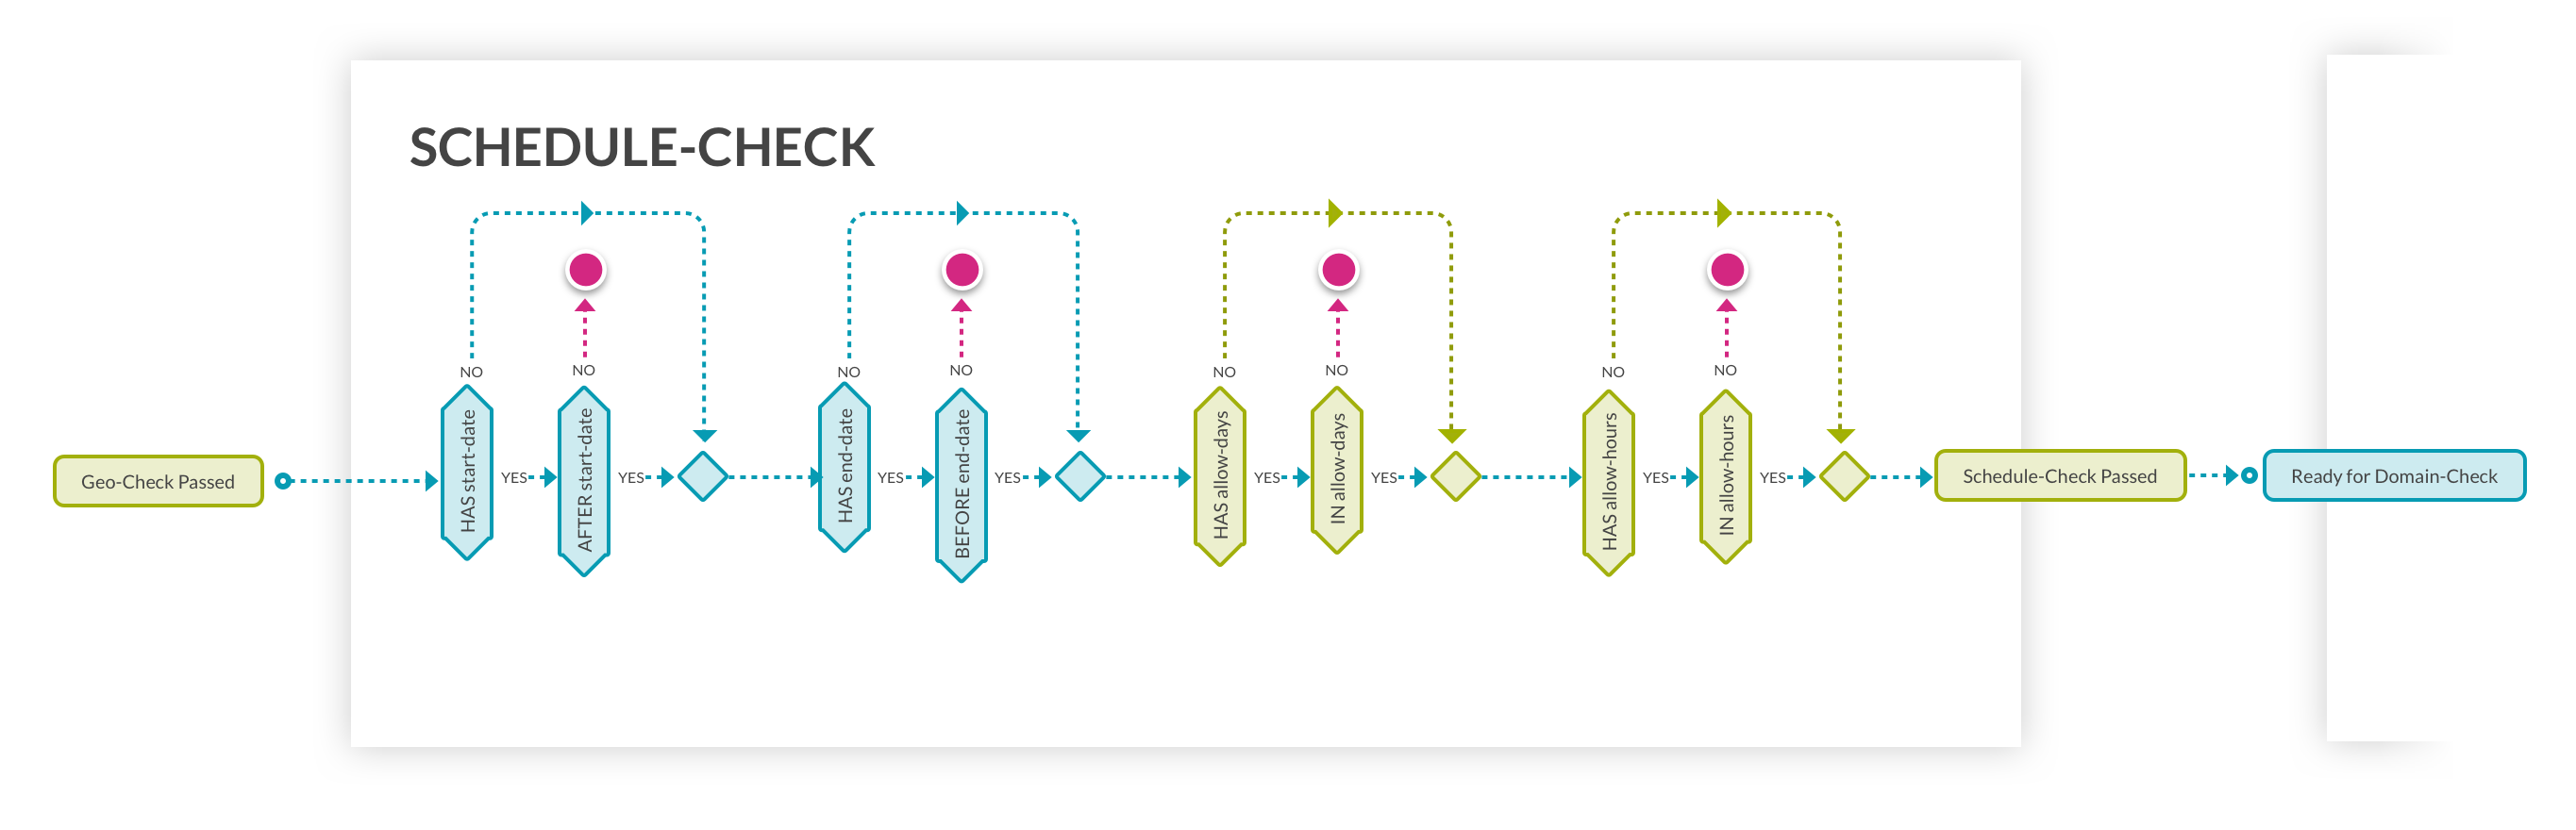 SCHEDULE-CHECK
NO
NO
NO
NO
NO
NO
NO
NO
Geo-Check Passed
HAS start-date
YES
AFTER start-date
YES
HAS end-date
YES
BEFORE end-date
YES
HAS allow-days
YES
IN allow-days
YES
HAS allow-hours
YES
IN allow-hours
YES
Schedule-Check Passed
Ready for Domain-Check